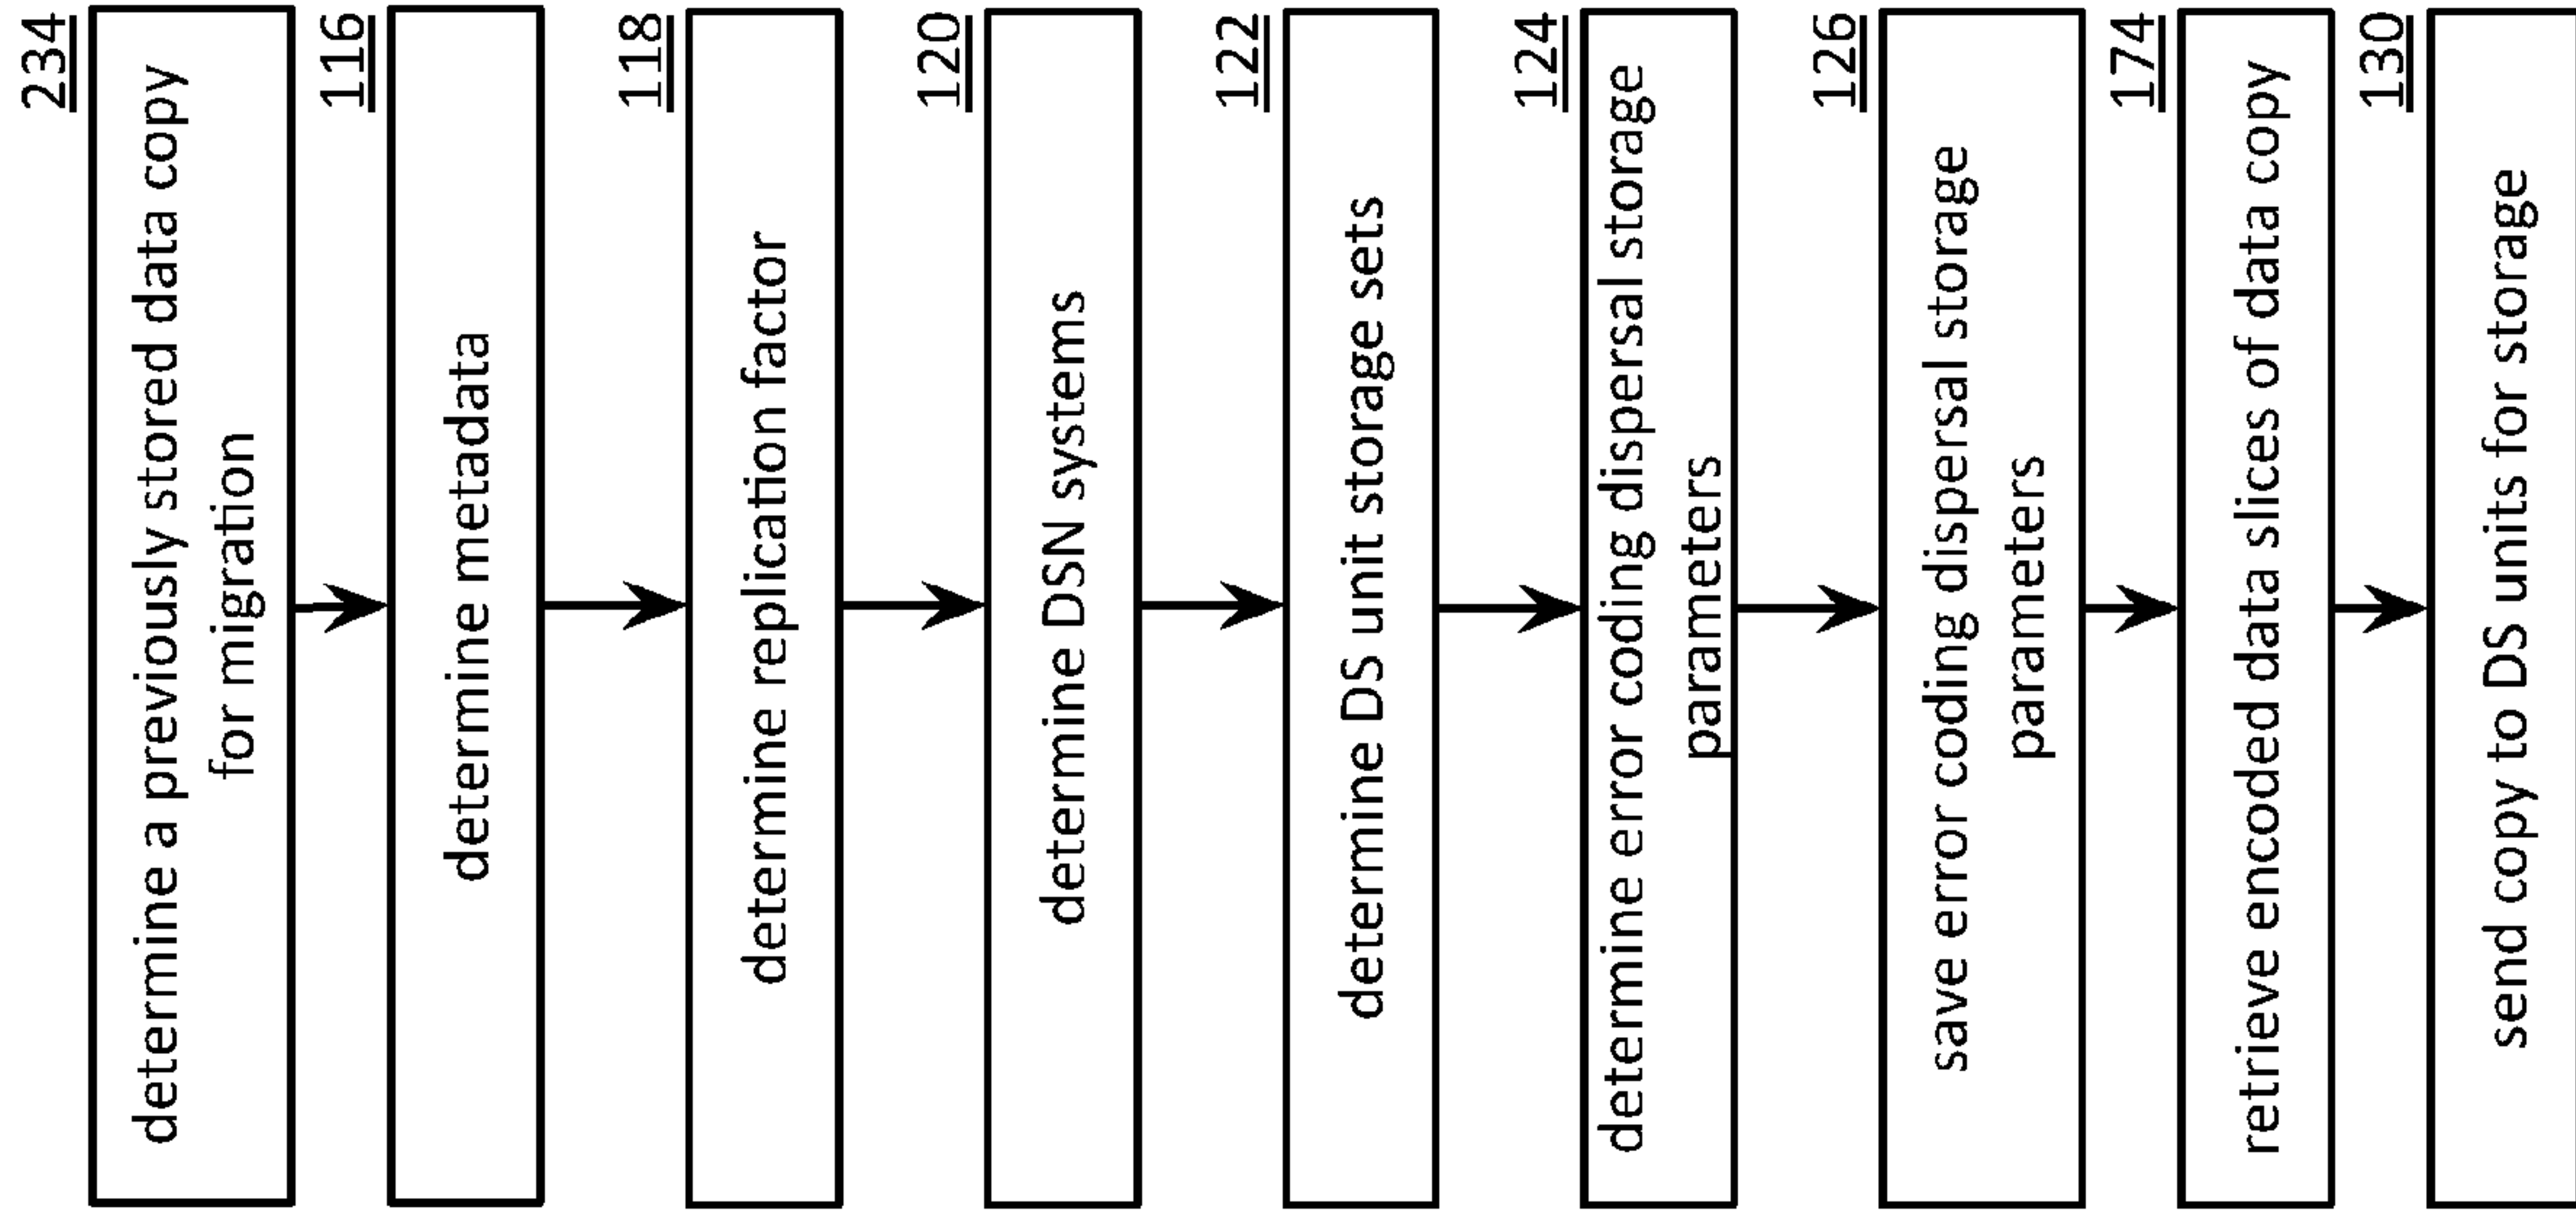 234
determine a previously stored data copy
for migration
116
determine metadata
118
determine replication factor
120
determine DSN systems
122
determine DS unit storage sets
124
determine error coding dispersal storage
parameters
126
save error coding dispersal storage
parameters
174
retrieve encoded data slices of data copy
130
send copy to DS units for storage